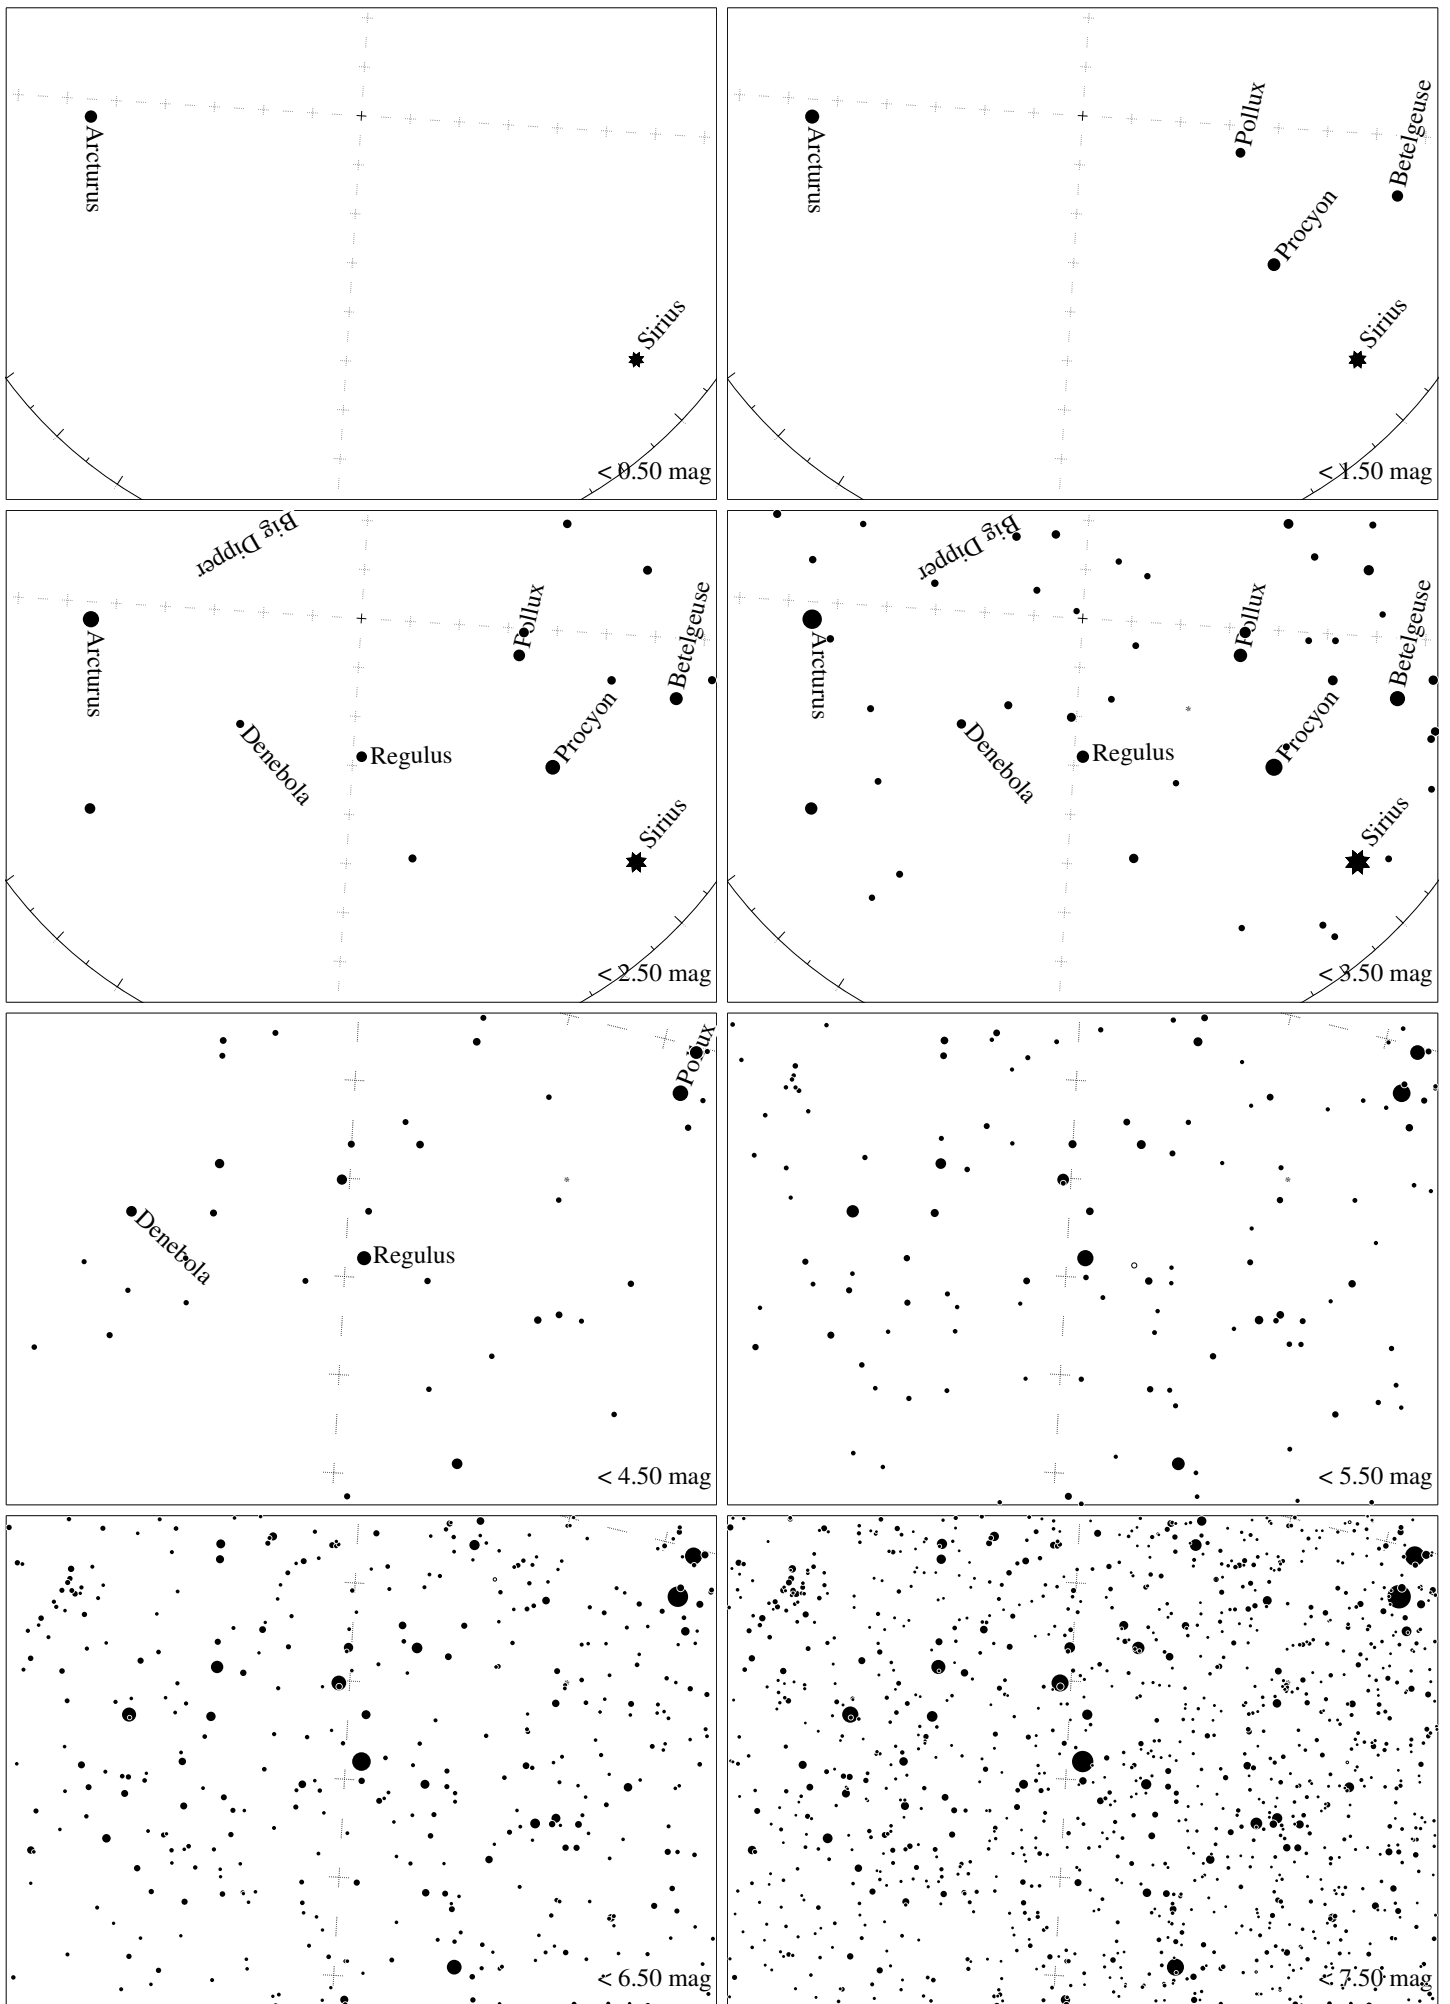 Arcturus
Sirius
< 0.50 mag
Arcturus
Pollux
Betelgeuse
Procyon
Sirius
< 1.50 mag
Big Dipper
Arcturus
Pollux
Betelgeuse
Denebola
Regulus
Procyon
Sirius
< 2.50 mag
Big Dipper
Arcturus
Pollux
Betelgeuse
Denebola
Regulus
Procyon
Sirius
< 3.50 mag
Pollux
Denebola
Regulus
< 4.50 mag
< 5.50 mag
< 6.50 mag
< 7.50 mag